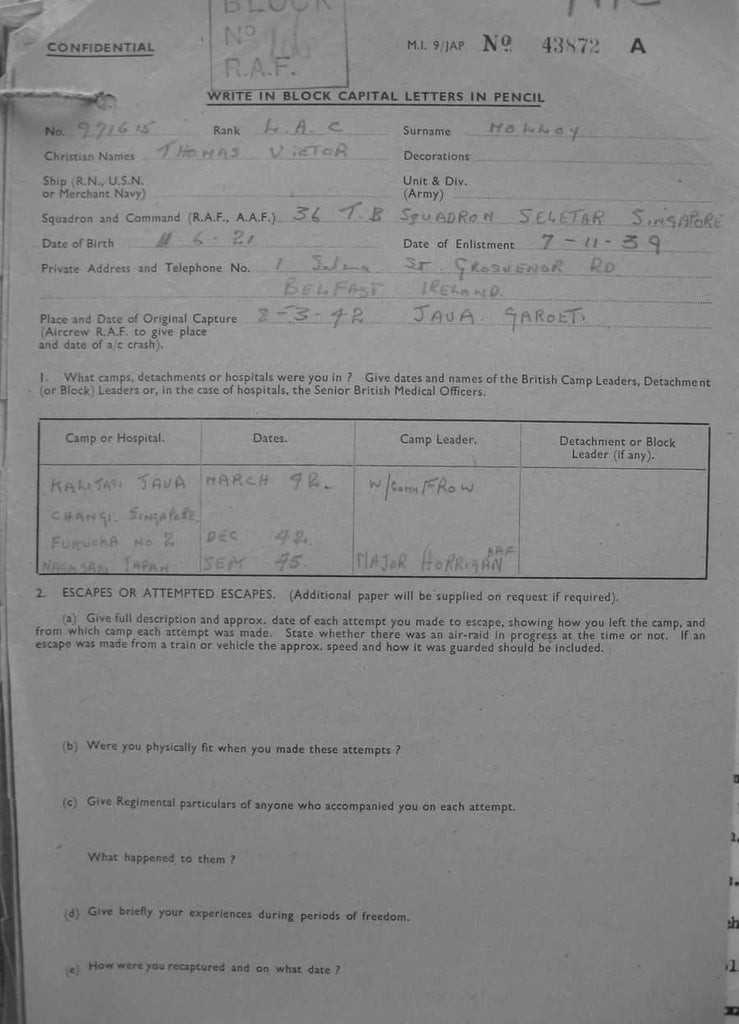 BLOCK
No
R.A.F.
CONFIDENTIAL
M.I. 9/JAP No 43872 A
WRITE IN BLOCK CAPITAL LETTERS IN PENCIL
No. 971615 Rank L.A.C Surname MOLLOY
Christian Names THOMAS VICTOR Decorations
Ship (R.N., U.S.N. or Merchant Navy) Unit & Div. (Army)
Squadron and Command (R.A.F., A.A.F.) 36 T.B SQUADRON SELETAR SINGAPORE
Date of Birth 11-6-21 Date of Enlistment 7-11-39
Private Address and Telephone No. 1 Selena ST GROSVENOR RD
BELFAST IRELAND.
Place and Date of Original Capture 8-3-42 JAVA. GAROET.
(Aircrew R.A.F. to give place
and date of a/c crash).
1. What camps, detachments or hospitals were you in ? Give dates and names of the British Camp Leaders, Detachment
(or Block) Leaders or, in the case of hospitals, the Senior British Medical Officers.
Camp or Hospital. Dates. Camp Leader. Detachment or Block
Leader (if any).
KALITATI JAVA MARCH 42. W/COMM/FROW
CHANGI. SINGAPORE
FUKUOKA NO 2 DEC 42.
NAGASAKI JAPAN SEPT 45. MAJOR HORRIGAN AAF
2. ESCAPES OR ATTEMPTED ESCAPES. (Additional paper will be supplied on request if required).
(a) Give full description and approx. date of each attempt you made to escape, showing how you left the camp, and
from which camp each attempt was made. State whether there was an air-raid in progress at the time or not. If an
escape was made from a train or vehicle the approx. speed and how it was guarded should be included.
(b) Were you physically fit when you made these attempts ?
(c) Give Regimental particulars of anyone who accompanied you on each attempt.
What happened to them ?
(d) Give briefly your experiences during periods of freedom.
(e) How were you recaptured and on what date ?